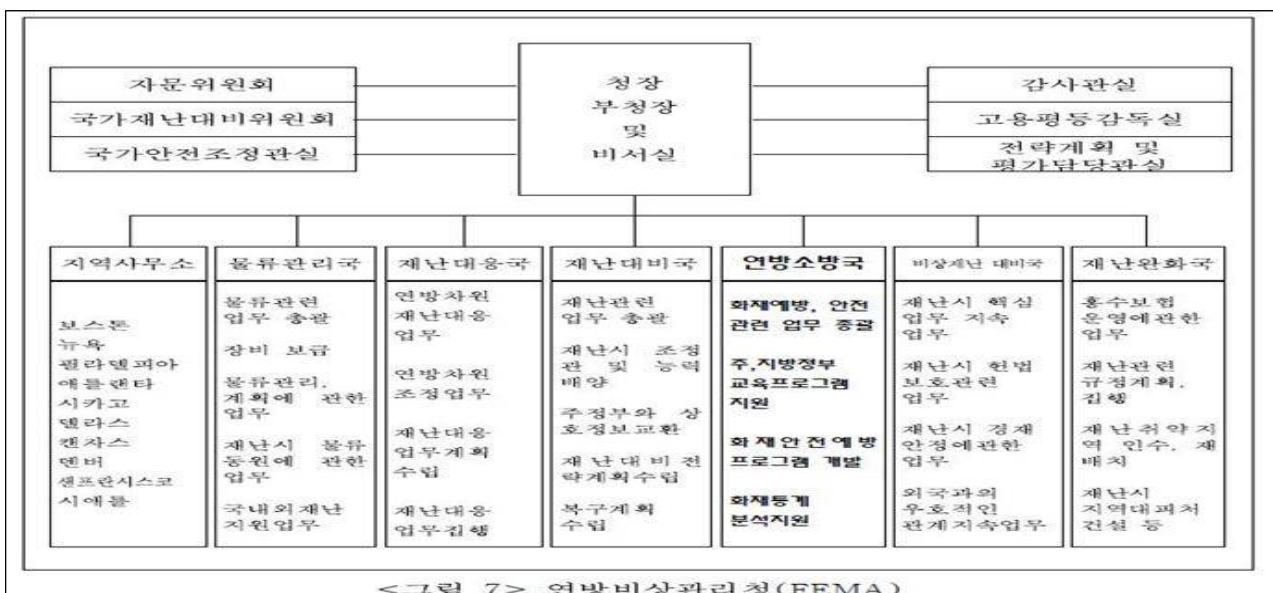 자문위원회
국가재난대비위원회
국가안전조정관실
청장
부청장
및
비서실
감사관실
고용평등감독실
전략계획 및
평가담당관실
지역사무소
보스톤
뉴욕
필라델피아
애틀랜타
시카고
댈라스
캔자스
덴버
샌프란시스코
시애틀
물류관리국
물류관련
업무 총괄
장비 보급
물류관리,
계획에 관한
업무
재난시 물류
동원에 관한
업무
국내외재난
지원업무
재난대응국
연방차원
재난대응
업무
연방차원
조정업무
재난대응
업무계획
수립
재난대응
업무집행
재난대비국
재난관련
업무 총괄
재난시 조정
관 및 능력
배양
주정부와 상
호정보교환
재난대비전
략계획수립
복구계획
수립
연방소방국
화재예방, 안전
관련 업무 총괄
주,지방정부
교육프로그램
지원
화재안전예방
프로그램 개발
화재통계
분석지원
비상재난 대비국
재난시 핵심
업무 지속
업무
재난시 헌법
보호관련
업무
재난시 경제
안정에관한
업무
외국과의
우호적인
관계지속업무
재난완화국
홍수보험
운영에관한
업무
재난관련
규정계획,
집행
재난취약지
역 인수, 재
배치
재난시
지역대피처
건설 등
<그림 7> 연방비상관리청(FEMA)